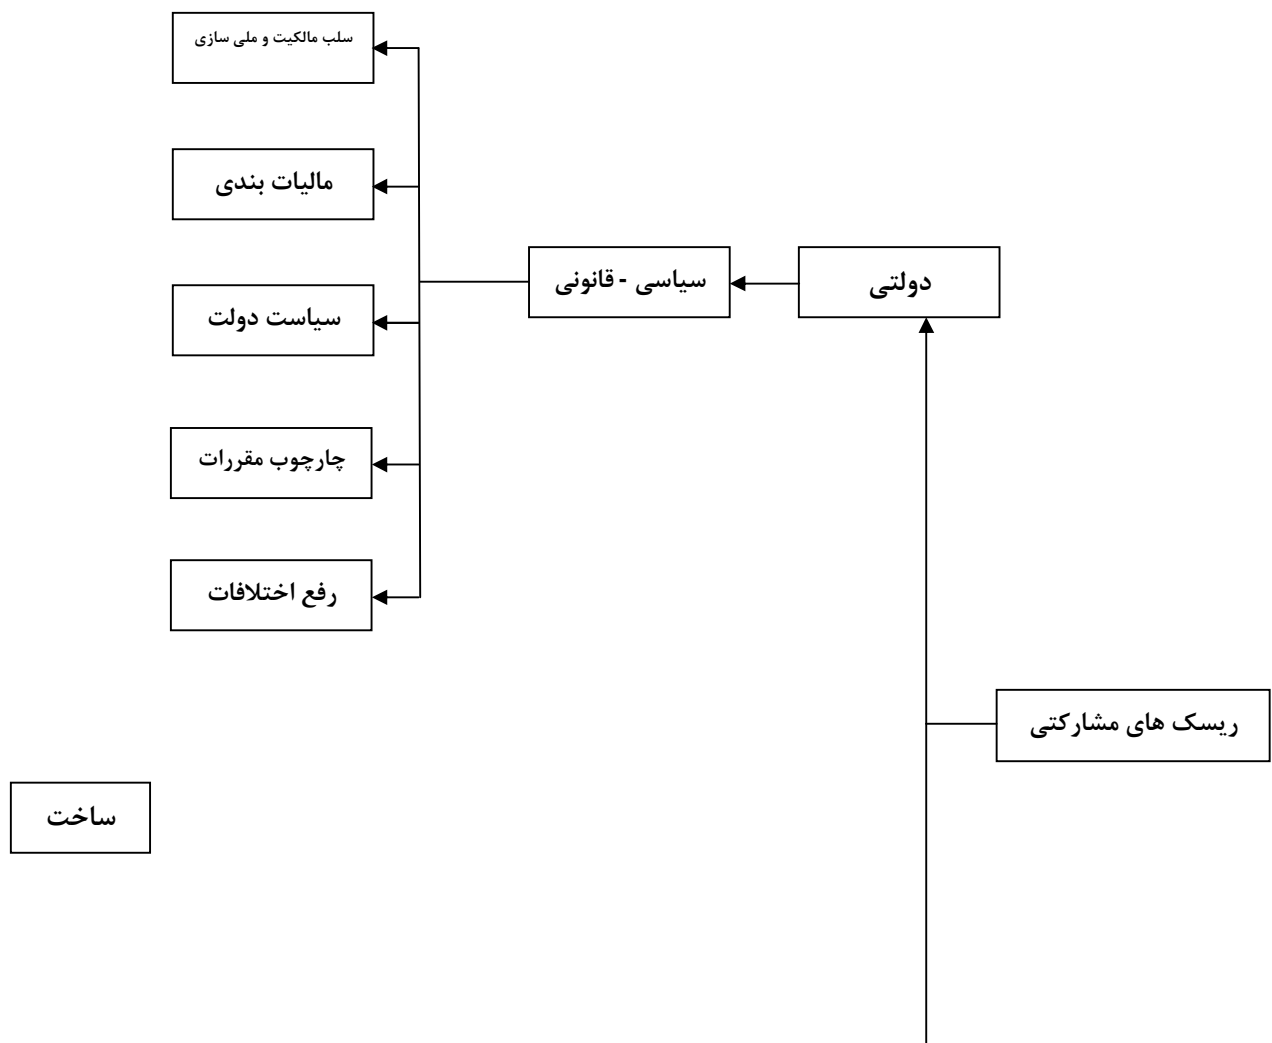 سلب مالکیت و ملی سازی
مالیات بندی
دولتی
سیاسی - قانونی
سیاست دولت
چارچوب مقررات
رفع اختلافات
ریسک های مشارکتی
ساخت